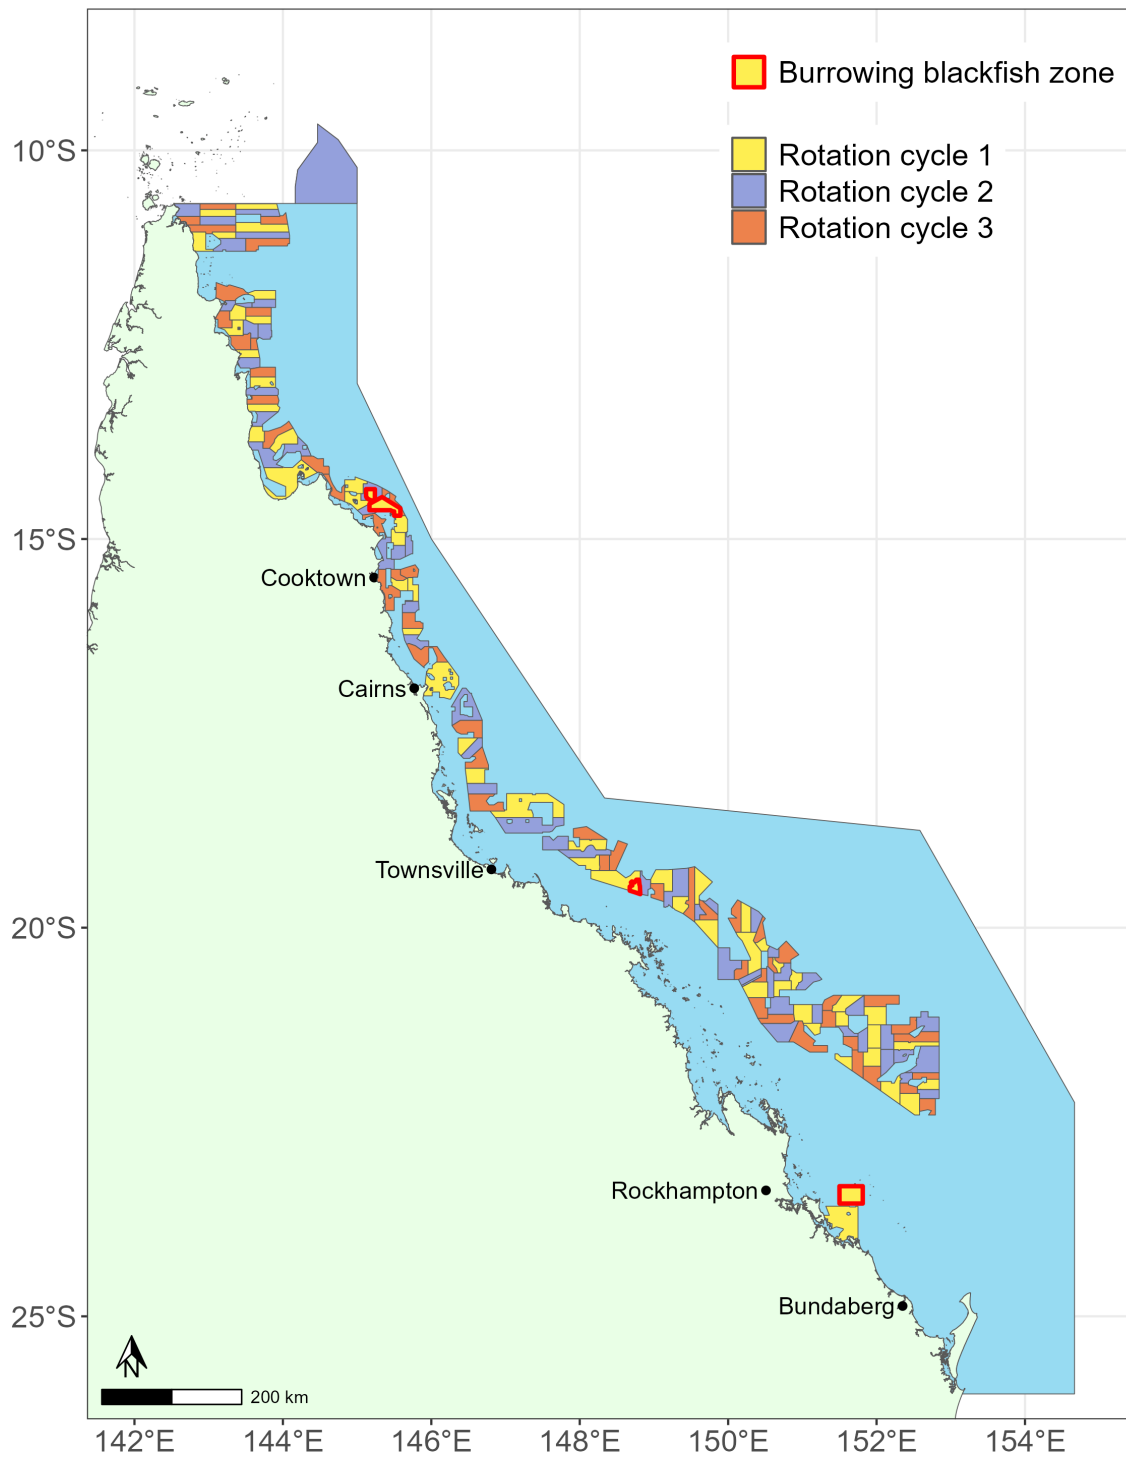 Burrowing blackfish zone
10°S
Rotation cycle 1
Rotation cycle 2
Rotation cycle 3
15°S
Cooktown
Cairns
Townsville
20°S
Rockhampton
25°S
Bundaberg
N
200 km
142°E 144°E 146°E 148°E 150°E 152°E 154°E